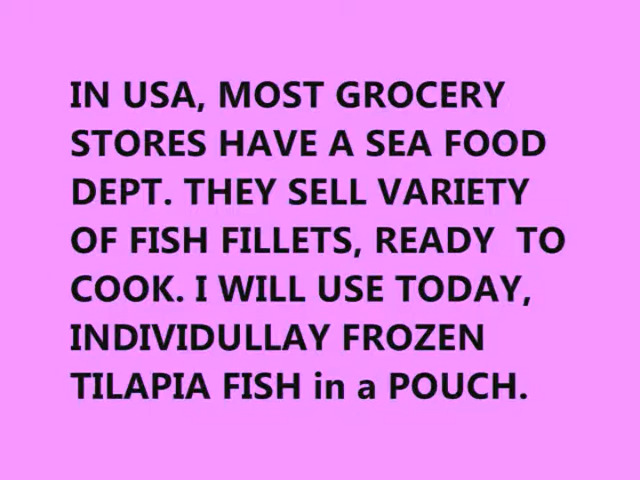 IN USA, MOST GROCERY
STORES HAVE A SEA FOOD
DEPT. THEY SELL VARIETY
OF FISH FILLETS, READY  TO
COOK. I WILL USE TODAY,
INDIVIDULLAY FROZEN
TILAPIA FISH in a POUCH.